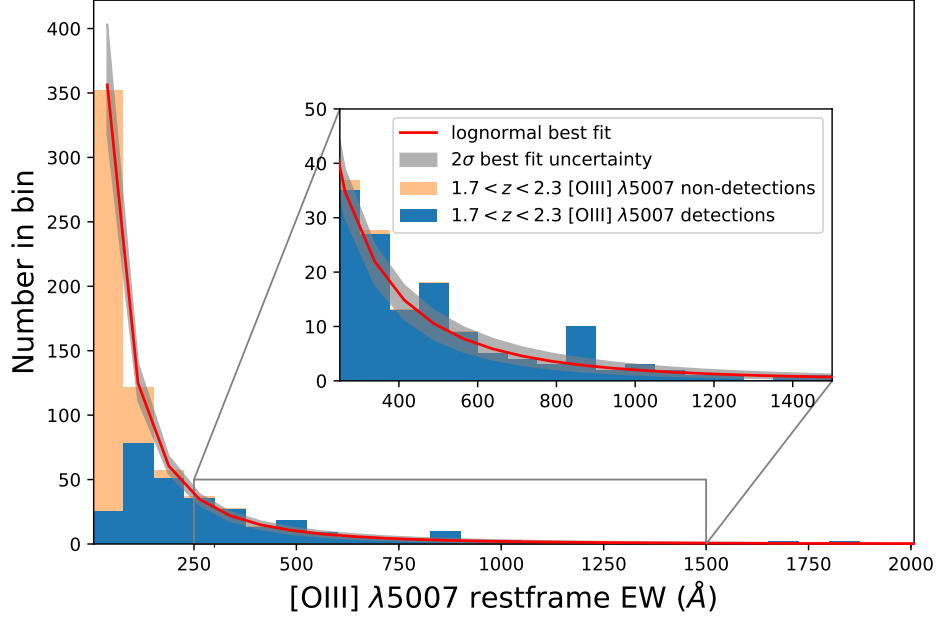 400
350
300
250
200
150
100
50
0
Number in bin
50
40
30
20
10
0
lognormal best fit
2σ best fit uncertainty
1.7 < z < 2.3 [OIII] λ5007 non-detections
1.7 < z < 2.3 [OIII] λ5007 detections
400 600 800 1000 1200 1400
250 500 750 1000 1250 1500 1750 2000
[OIII] λ5007 restframe EW (Å)